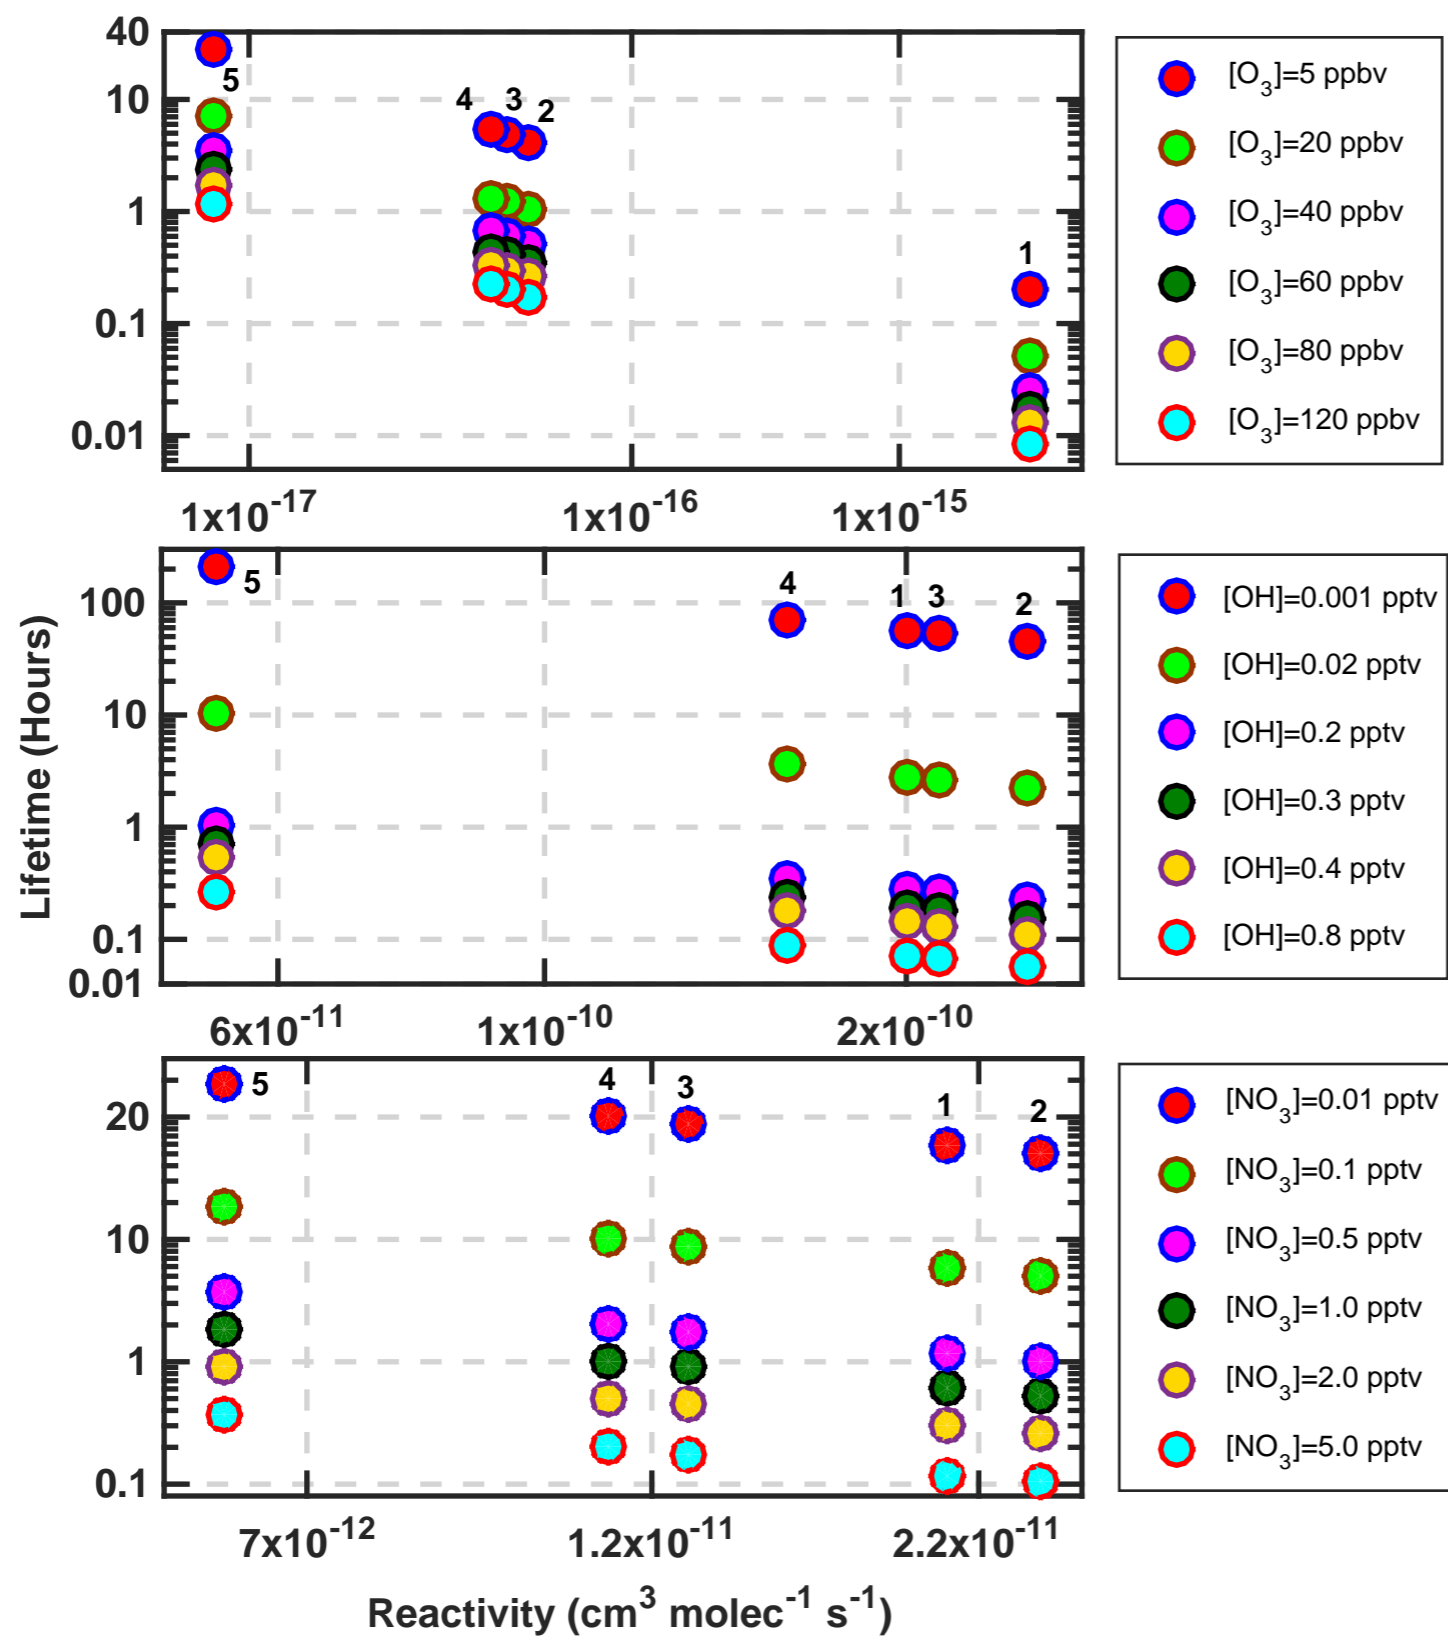 40
10
1
0.1
0.01
5
4
3
2
1
1x10^-17
1x10^-16
1x10^-15
[O₃]=5 ppbv
[O₃]=20 ppbv
[O₃]=40 ppbv
[O₃]=60 ppbv
[O₃]=80 ppbv
[O₃]=120 ppbv
Lifetime (Hours)
100
10
1
0.1
0.01
5
4
1
3
2
6x10^-11
1x10^-10
2x10^-10
[OH]=0.001 pptv
[OH]=0.02 pptv
[OH]=0.2 pptv
[OH]=0.3 pptv
[OH]=0.4 pptv
[OH]=0.8 pptv
20
10
1
0.1
5
4
3
1
2
7x10^-12
1.2x10^-11
2.2x10^-11
[NO₃]=0.01 pptv
[NO₃]=0.1 pptv
[NO₃]=0.5 pptv
[NO₃]=1.0 pptv
[NO₃]=2.0 pptv
[NO₃]=5.0 pptv
Reactivity (cm³ molec⁻¹ s⁻¹)